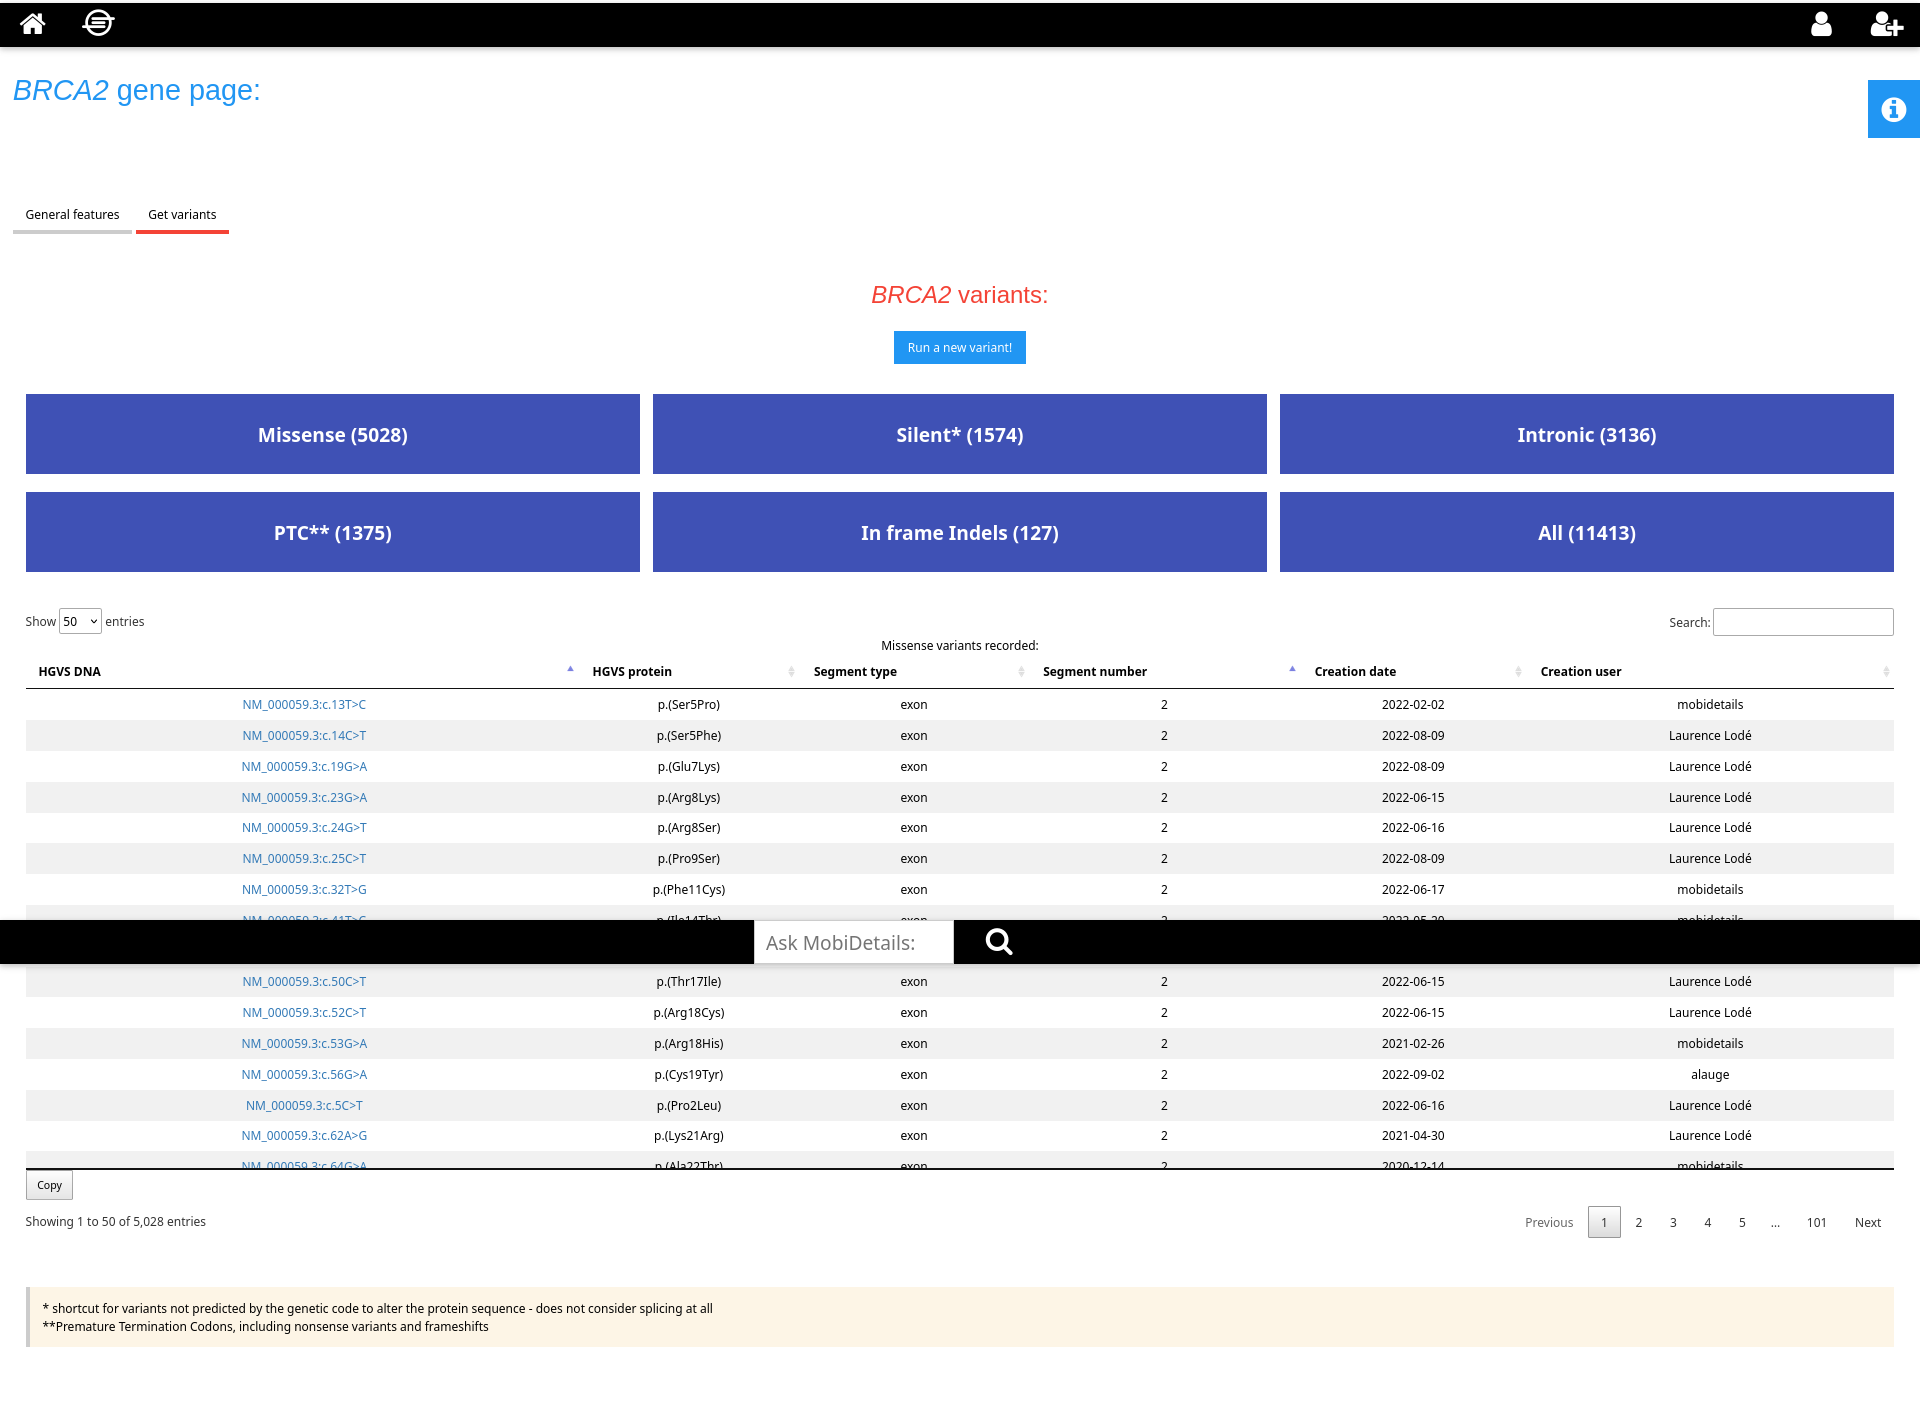 BRCA2 gene page:
General features Get variants
BRCA2 variants:
Run a new variant!
Missense (5028) Silent* (1574) Intronic (3136)
PTC** (1375) In frame Indels (127) All (11413)
Show 50 entries Search:
Missense variants recorded:
HGVS DNA HGVS protein Segment type Segment number Creation date Creation user
NM_000059.3:c.13T>C p.(Ser5Pro) exon 2 2022-02-02 mobidetails
NM_000059.3:c.14C>T p.(Ser5Phe) exon 2 2022-08-09 Laurence Lodé
NM_000059.3:c.19G>A p.(Glu7Lys) exon 2 2022-08-09 Laurence Lodé
NM_000059.3:c.23G>A p.(Arg8Lys) exon 2 2022-06-15 Laurence Lodé
NM_000059.3:c.24G>T p.(Arg8Ser) exon 2 2022-06-16 Laurence Lodé
NM_000059.3:c.25C>T p.(Pro9Ser) exon 2 2022-08-09 Laurence Lodé
NM_000059.3:c.32T>G p.(Phe11Cys) exon 2 2022-06-17 mobidetails
Ask MobiDetails:
NM_000059.3:c.50C>T p.(Thr17Ile) exon 2 2022-06-15 Laurence Lodé
NM_000059.3:c.52C>T p.(Arg18Cys) exon 2 2022-06-15 Laurence Lodé
NM_000059.3:c.53G>A p.(Arg18His) exon 2 2021-02-26 mobidetails
NM_000059.3:c.56G>A p.(Cys19Tyr) exon 2 2022-09-02 alauge
NM_000059.3:c.5C>T p.(Pro2Leu) exon 2 2022-06-16 Laurence Lodé
NM_000059.3:c.62A>G p.(Lys21Arg) exon 2 2021-04-30 Laurence Lodé
NM_000059.3:c.64G>A p.(Ala22Thr) exon 2 2020-12-14 mobidetails
Copy
Showing 1 to 50 of 5,028 entries Previous 1 2 3 4 5 ... 101 Next
* shortcut for variants not predicted by the genetic code to alter the protein sequence - does not consider splicing at all
**Premature Termination Codons, including nonsense variants and frameshifts